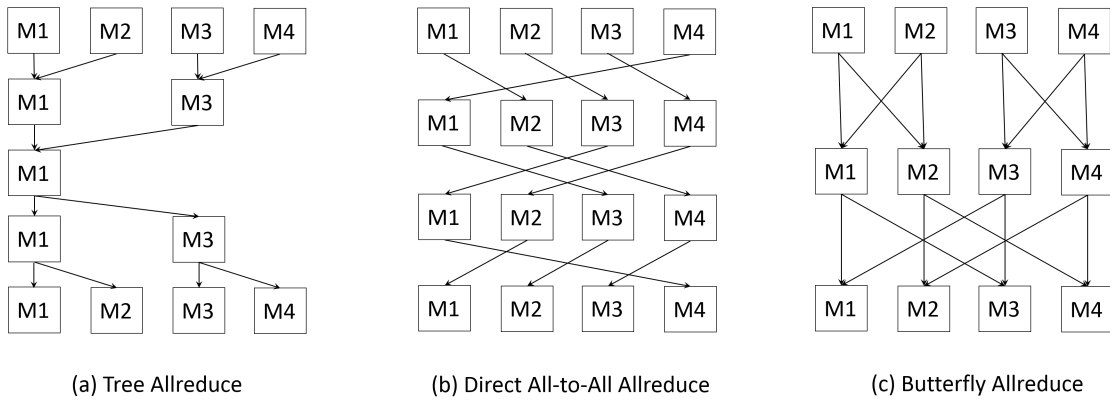 M1 M2 M3 M4
M1 M3
M1
M1 M3
M1 M2 M3 M4
(a) Tree Allreduce
M1 M2 M3 M4
M1 M2 M3 M4
M1 M2 M3 M4
M1 M2 M3 M4
(b) Direct All-to-All Allreduce
M1 M2 M3 M4
M1 M2 M3 M4
M1 M2 M3 M4
(c) Butterfly Allreduce